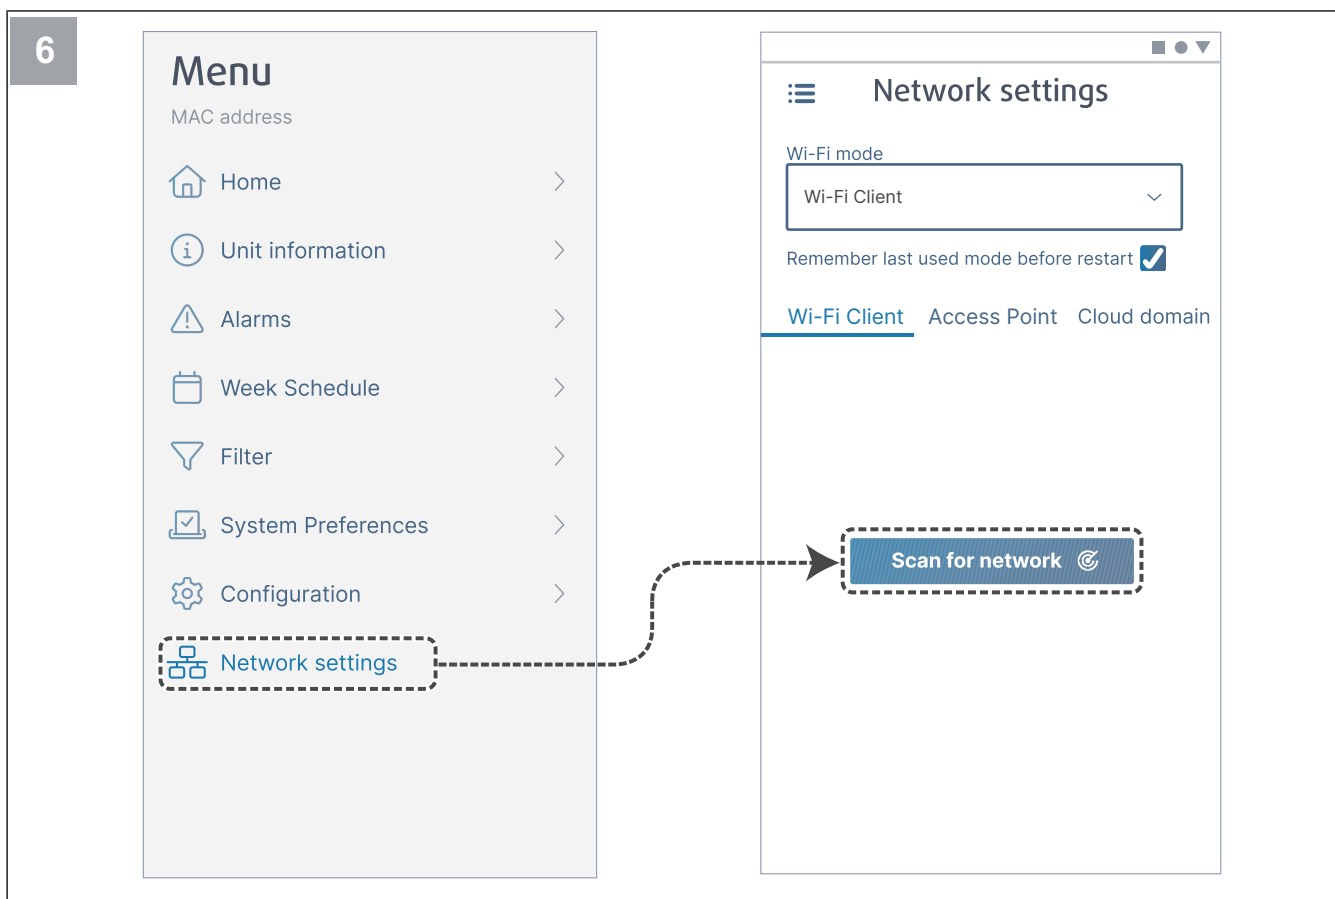 6
Menu
MAC address
Home
Unit information
Alarms
Week Schedule
Filter
System Preferences
Configuration
Network settings
Network settings
Wi-Fi mode
Wi-Fi Client
Remember last used mode before restart
Wi-Fi Client Access Point Cloud domain
Scan for network